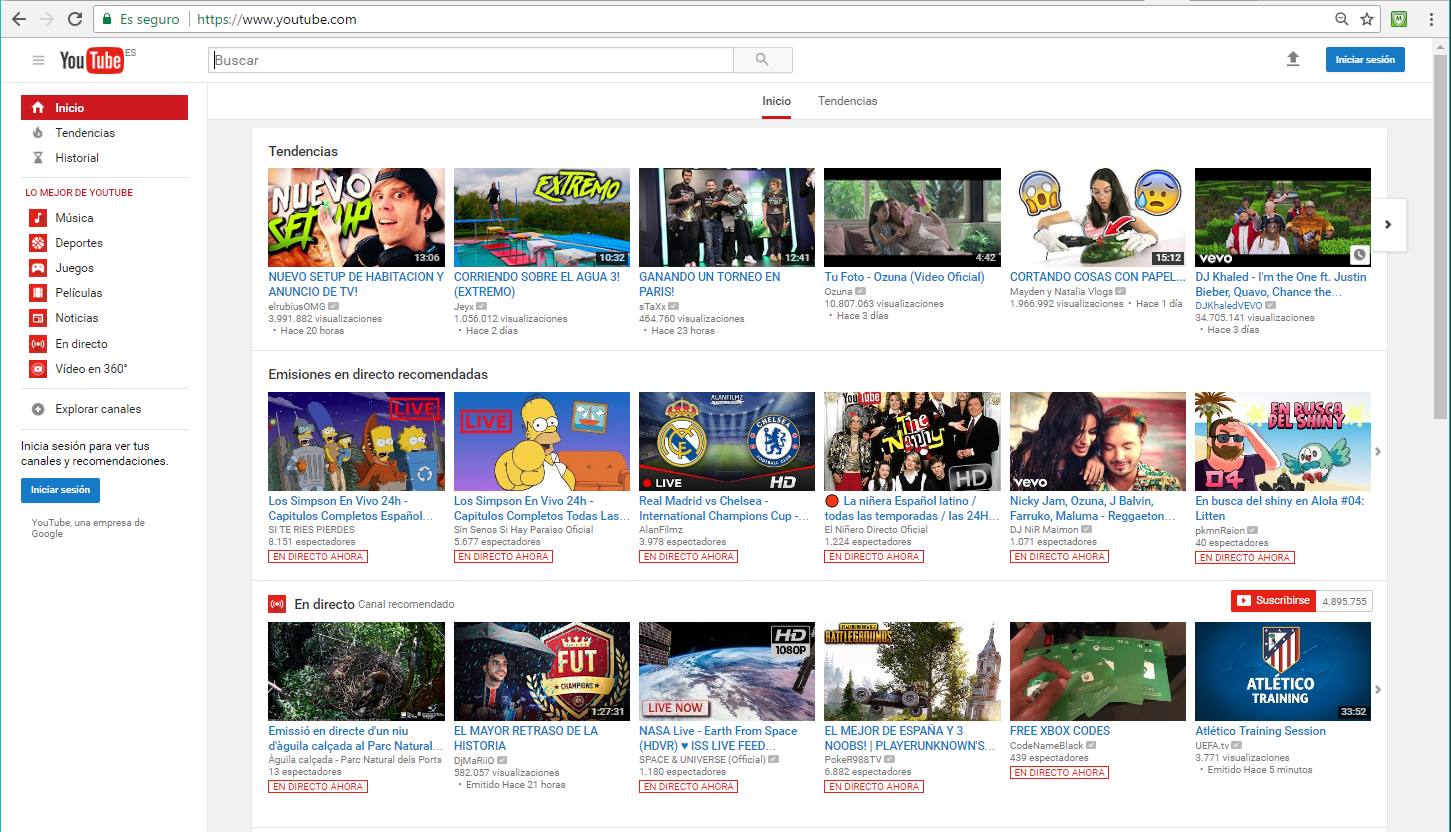 Es seguro
https://www.youtube.com
YouTube ES
Buscar
Iniciar sesión
Inicio
Tendencias
Historial
LO MEJOR DE YOUTUBE
Música
Deportes
Juegos
Películas
Noticias
En directo
Vídeo en 360°
Explorar canales
Inicia sesión para ver tus
canales y recomendaciones.
Iniciar sesión
YouTube, una empresa de
Google
Inicio
Tendencias
Tendencias
NUEVO
SETUP
13:06
NUEVO SETUP DE HABITACION Y
ANUNCIO DE TV!
elrubiusOMG
3.991.882 visualizaciones
• Hace 20 horas
EXTREMO
10:32
CORRIENDO SOBRE EL AGUA 3!
(EXTREMO)
Jeyx
1.056.012 visualizaciones
• Hace 2 días
12:41
GANANDO UN TORNEO EN
PARIS!
sTaXx
464.760 visualizaciones
• Hace 23 horas
4:42
Tu Foto - Ozuna (Video Oficial)
Ozuna
10.807.063 visualizaciones
• Hace 3 días
15:12
CORTANDO COSAS CON PAPEL...
Mayden y Natalia Vlogs
1.966.992 visualizaciones • Hace 1 día
vevo
DJ Khaled - I'm the One ft. Justin
Bieber, Quavo, Chance the...
DJKhaledVEVO
34.705.141 visualizaciones
• Hace 3 días
Emisiones en directo recomendadas
LIVE
Los Simpson En Vivo 24h -
Capitulos Completos Español...
SI TE RIES PIERDES
8.151 espectadores
EN DIRECTO AHORA
LIVE
Los Simpson En Vivo 24h -
Capitulos Completos Todas Las...
Sin Senos Si Hay Paraiso Oficial
5.677 espectadores
EN DIRECTO AHORA
ALANFILMZ
CHELSEA
FOOTBALL CLUB
LIVE
HD
Real Madrid vs Chelsea -
International Champions Cup -...
AlanFilmz
3.978 espectadores
EN DIRECTO AHORA
YouTube
The
Nanny
HD
La niñera Español latino /
todas las temporadas / las 24H...
El Niñero Directo Oficial
1.224 espectadores
EN DIRECTO AHORA
vevo
Nicky Jam, Ozuna, J Balvin,
Farruko, Maluma - Reggaeton...
DJ NiR Maimon
1.071 espectadores
EN DIRECTO AHORA
EN BUSCA
DEL SHINY
04
En busca del shiny en Alola #04:
Litten
pkmnRaion
40 espectadores
EN DIRECTO AHORA
En directo Canal recomendado
Suscribirse 4.895.755
Emissió en directe d'un niu
d'àguila calçada al Parc Natural...
Àguila calçada - Parc Natural dels Ports
13 espectadores
EN DIRECTO AHORA
FUT
CHAMPIONS
1:27:31
EL MAYOR RETRASO DE LA
HISTORIA
DjMaRiiO
582.057 visualizaciones
• Emitido Hace 21 horas
HD
1080P
LIVE NOW
NASA Live - Earth From Space
(HDVR) ♥ ISS LIVE FEED...
SPACE & UNIVERSE (Official)
1.180 espectadores
EN DIRECTO AHORA
PLAYERUNKNOWN'S
BATTLEGROUNDS
EL MEJOR DE ESPAÑA Y 3
NOOBS! | PLAYERUNKNOWN'S...
PokeR988TV
6.882 espectadores
EN DIRECTO AHORA
XBOX
FREE XBOX CODES
CodeNameBlack
439 espectadores
EN DIRECTO AHORA
ATLÉTICO
TRAINING
33:52
Atlético Training Session
UEFA.tv
3.771 visualizaciones
• Emitido Hace 5 minutos